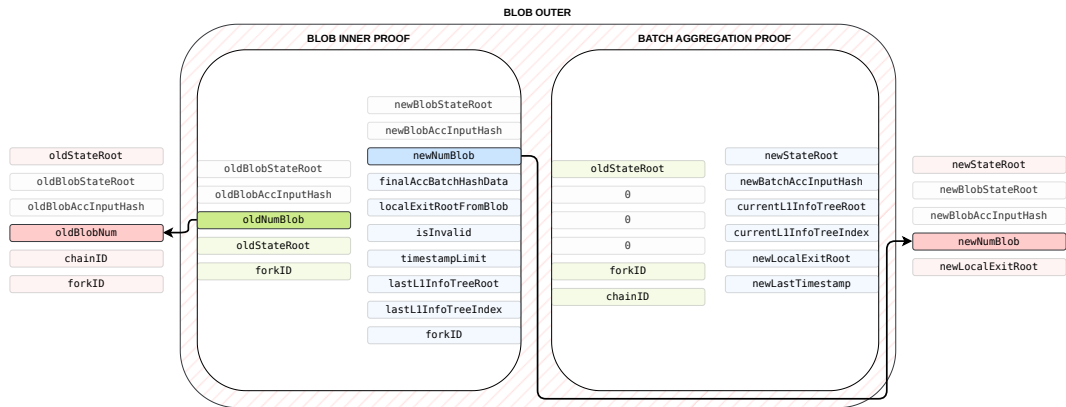 BLOB OUTER
BLOB INNER PROOF
BATCH AGGREGATION PROOF
oldStateRoot
oldBlobStateRoot
oldBlobAccInputHash
oldBlobNum
chainID
forkID
oldBlobStateRoot
oldBlobAccInputHash
oldNumBlob
oldStateRoot
forkID
newBlobStateRoot
newBlobAccInputHash
newNumBlob
finalAccBatchHashData
localExitRootFromBlob
isInvalid
timestampLimit
lastL1InfoTreeRoot
lastL1InfoTreeIndex
forkID
oldStateRoot
0
0
0
forkID
chainID
newStateRoot
newBatchAccInputHash
currentL1InfoTreeRoot
currentL1InfoTreeIndex
newLocalExitRoot
newLastTimestamp
newStateRoot
newBlobStateRoot
newBlobAccInputHash
newNumBlob
newLocalExitRoot